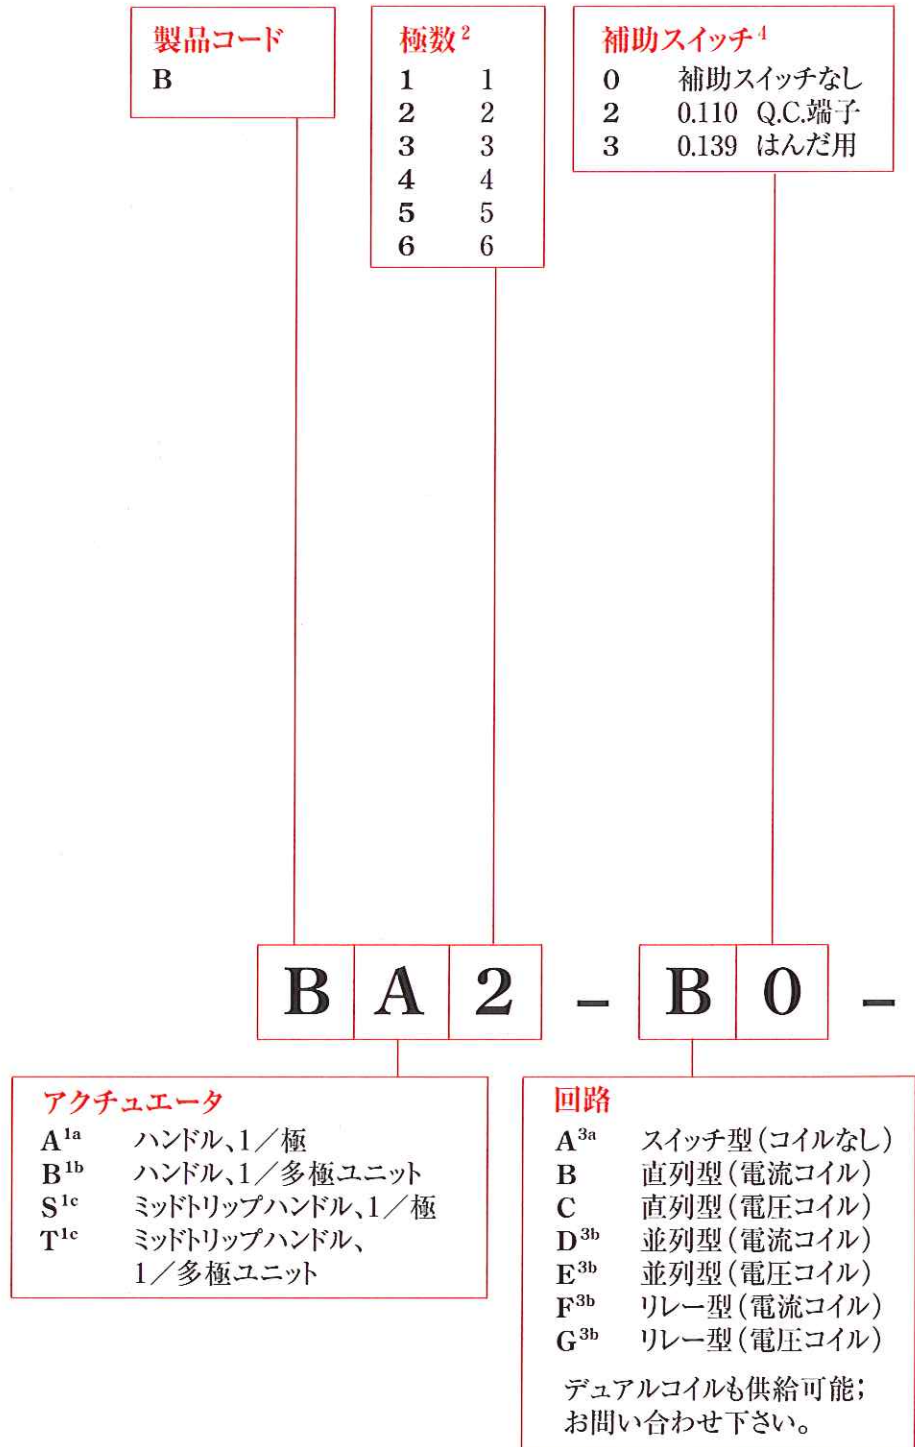 製品コード
B
極数²
1 1
2 2
3 3
4 4
5 5
6 6
補助スイッチ⁴
0 補助スイッチなし
2 0.110 Q.C.端子
3 0.139 はんだ用
B A 2 – B 0 –
アクチュエータ
A¹ᵃ ハンドル、1／極
B¹ᵇ ハンドル、1／多極ユニット
S¹ᶜ ミッドトリップハンドル、1／極
T¹ᶜ ミッドトリップハンドル、
1／多極ユニット
回路
A³ᵃ スイッチ型(コイルなし)
B 直列型(電流コイル)
C 直列型(電圧コイル)
D³ᵇ 並列型(電流コイル)
E³ᵇ 並列型(電圧コイル)
F³ᵇ リレー型(電流コイル)
G³ᵇ リレー型(電圧コイル)
デュアルコイルも供給可能;
お問い合わせ下さい。